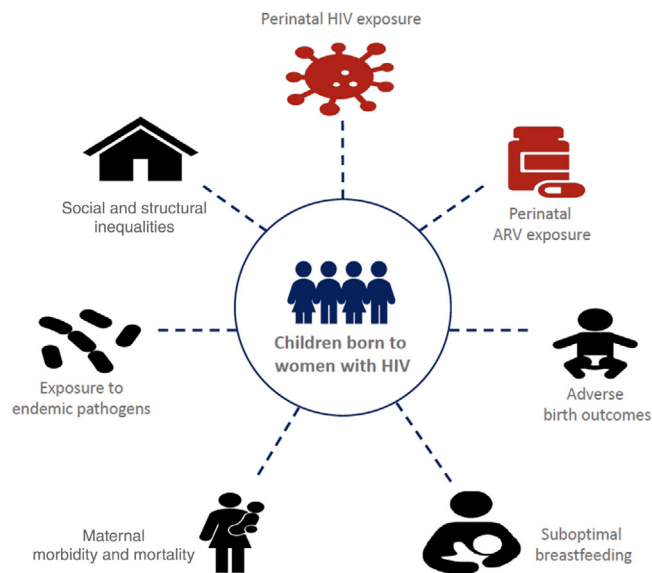 Perinatal HIV exposure
Social and structural
inequalities
Perinatal
ARV exposure
Children born to
women with HIV
Exposure to
endemic pathogens
Adverse
birth outcomes
Maternal
morbidity and mortality
Suboptimal
breastfeeding